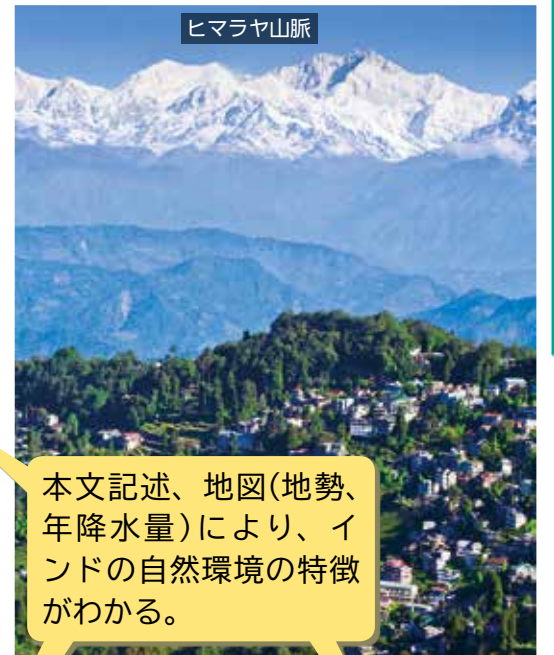 ヒマラヤ山脈
本文記述、地図(地勢、
年降水量)により、イ
ンドの自然環境の特徴
がわかる。